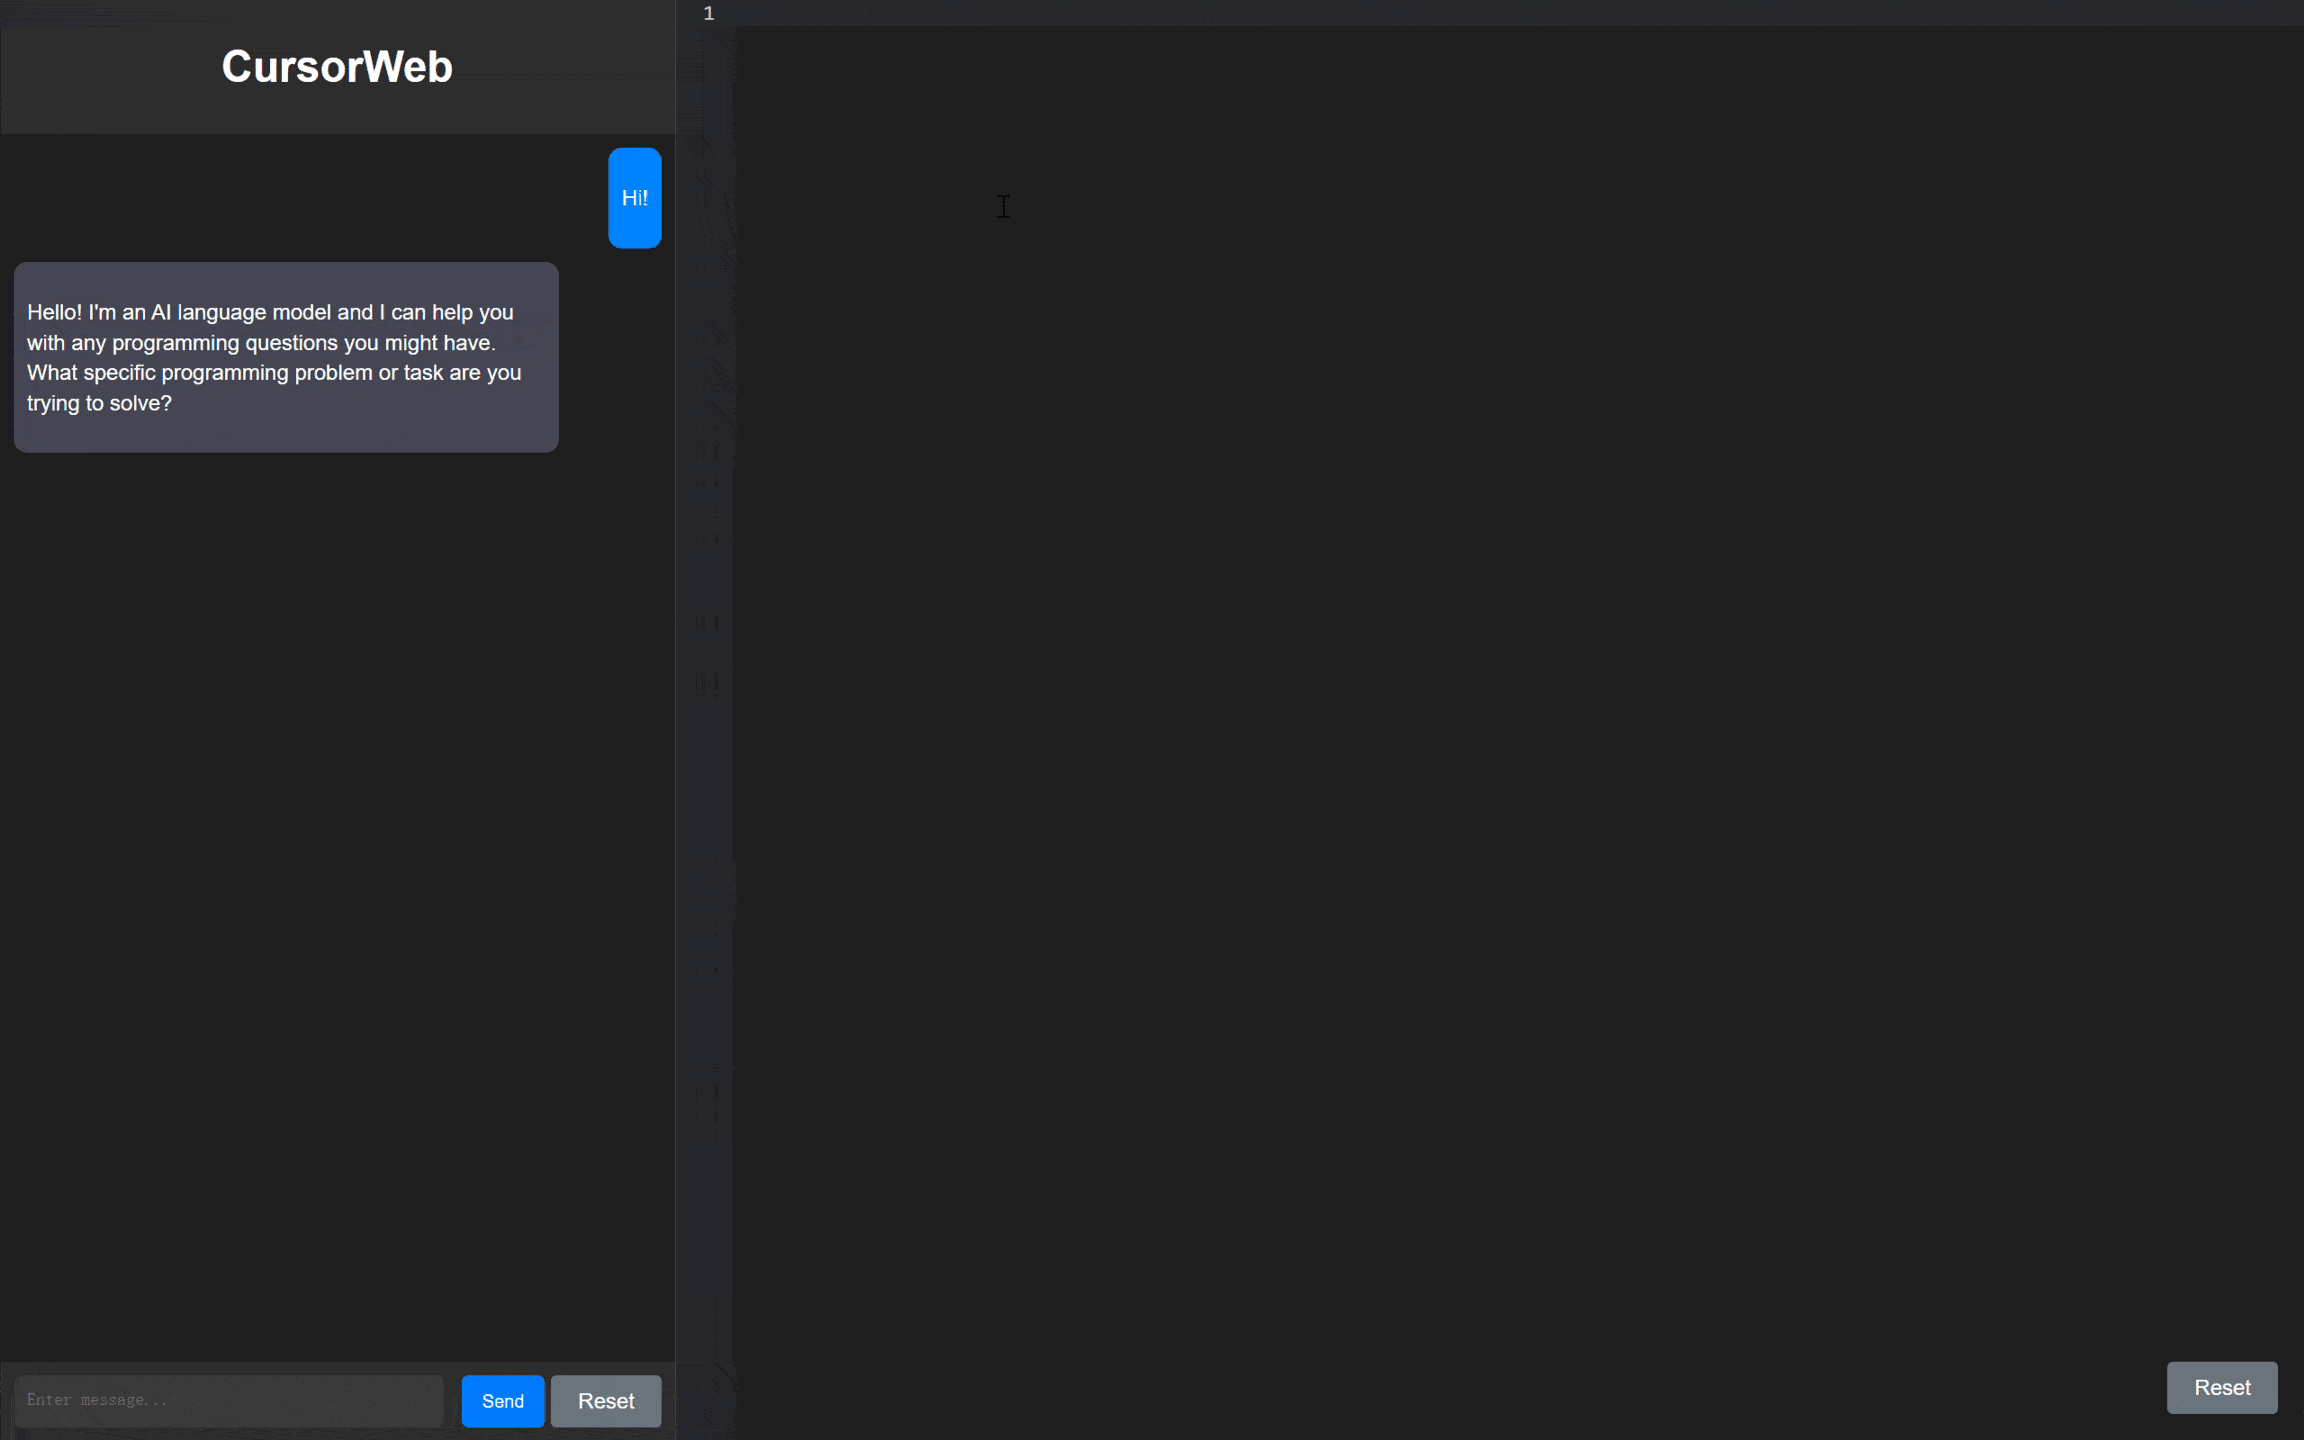 CursorWeb
Hi!
Hello! I'm an AI language model and I can help you
with any programming questions you might have.
What specific programming problem or task are you
trying to solve?
Enter message...
Send
Reset
1
Reset